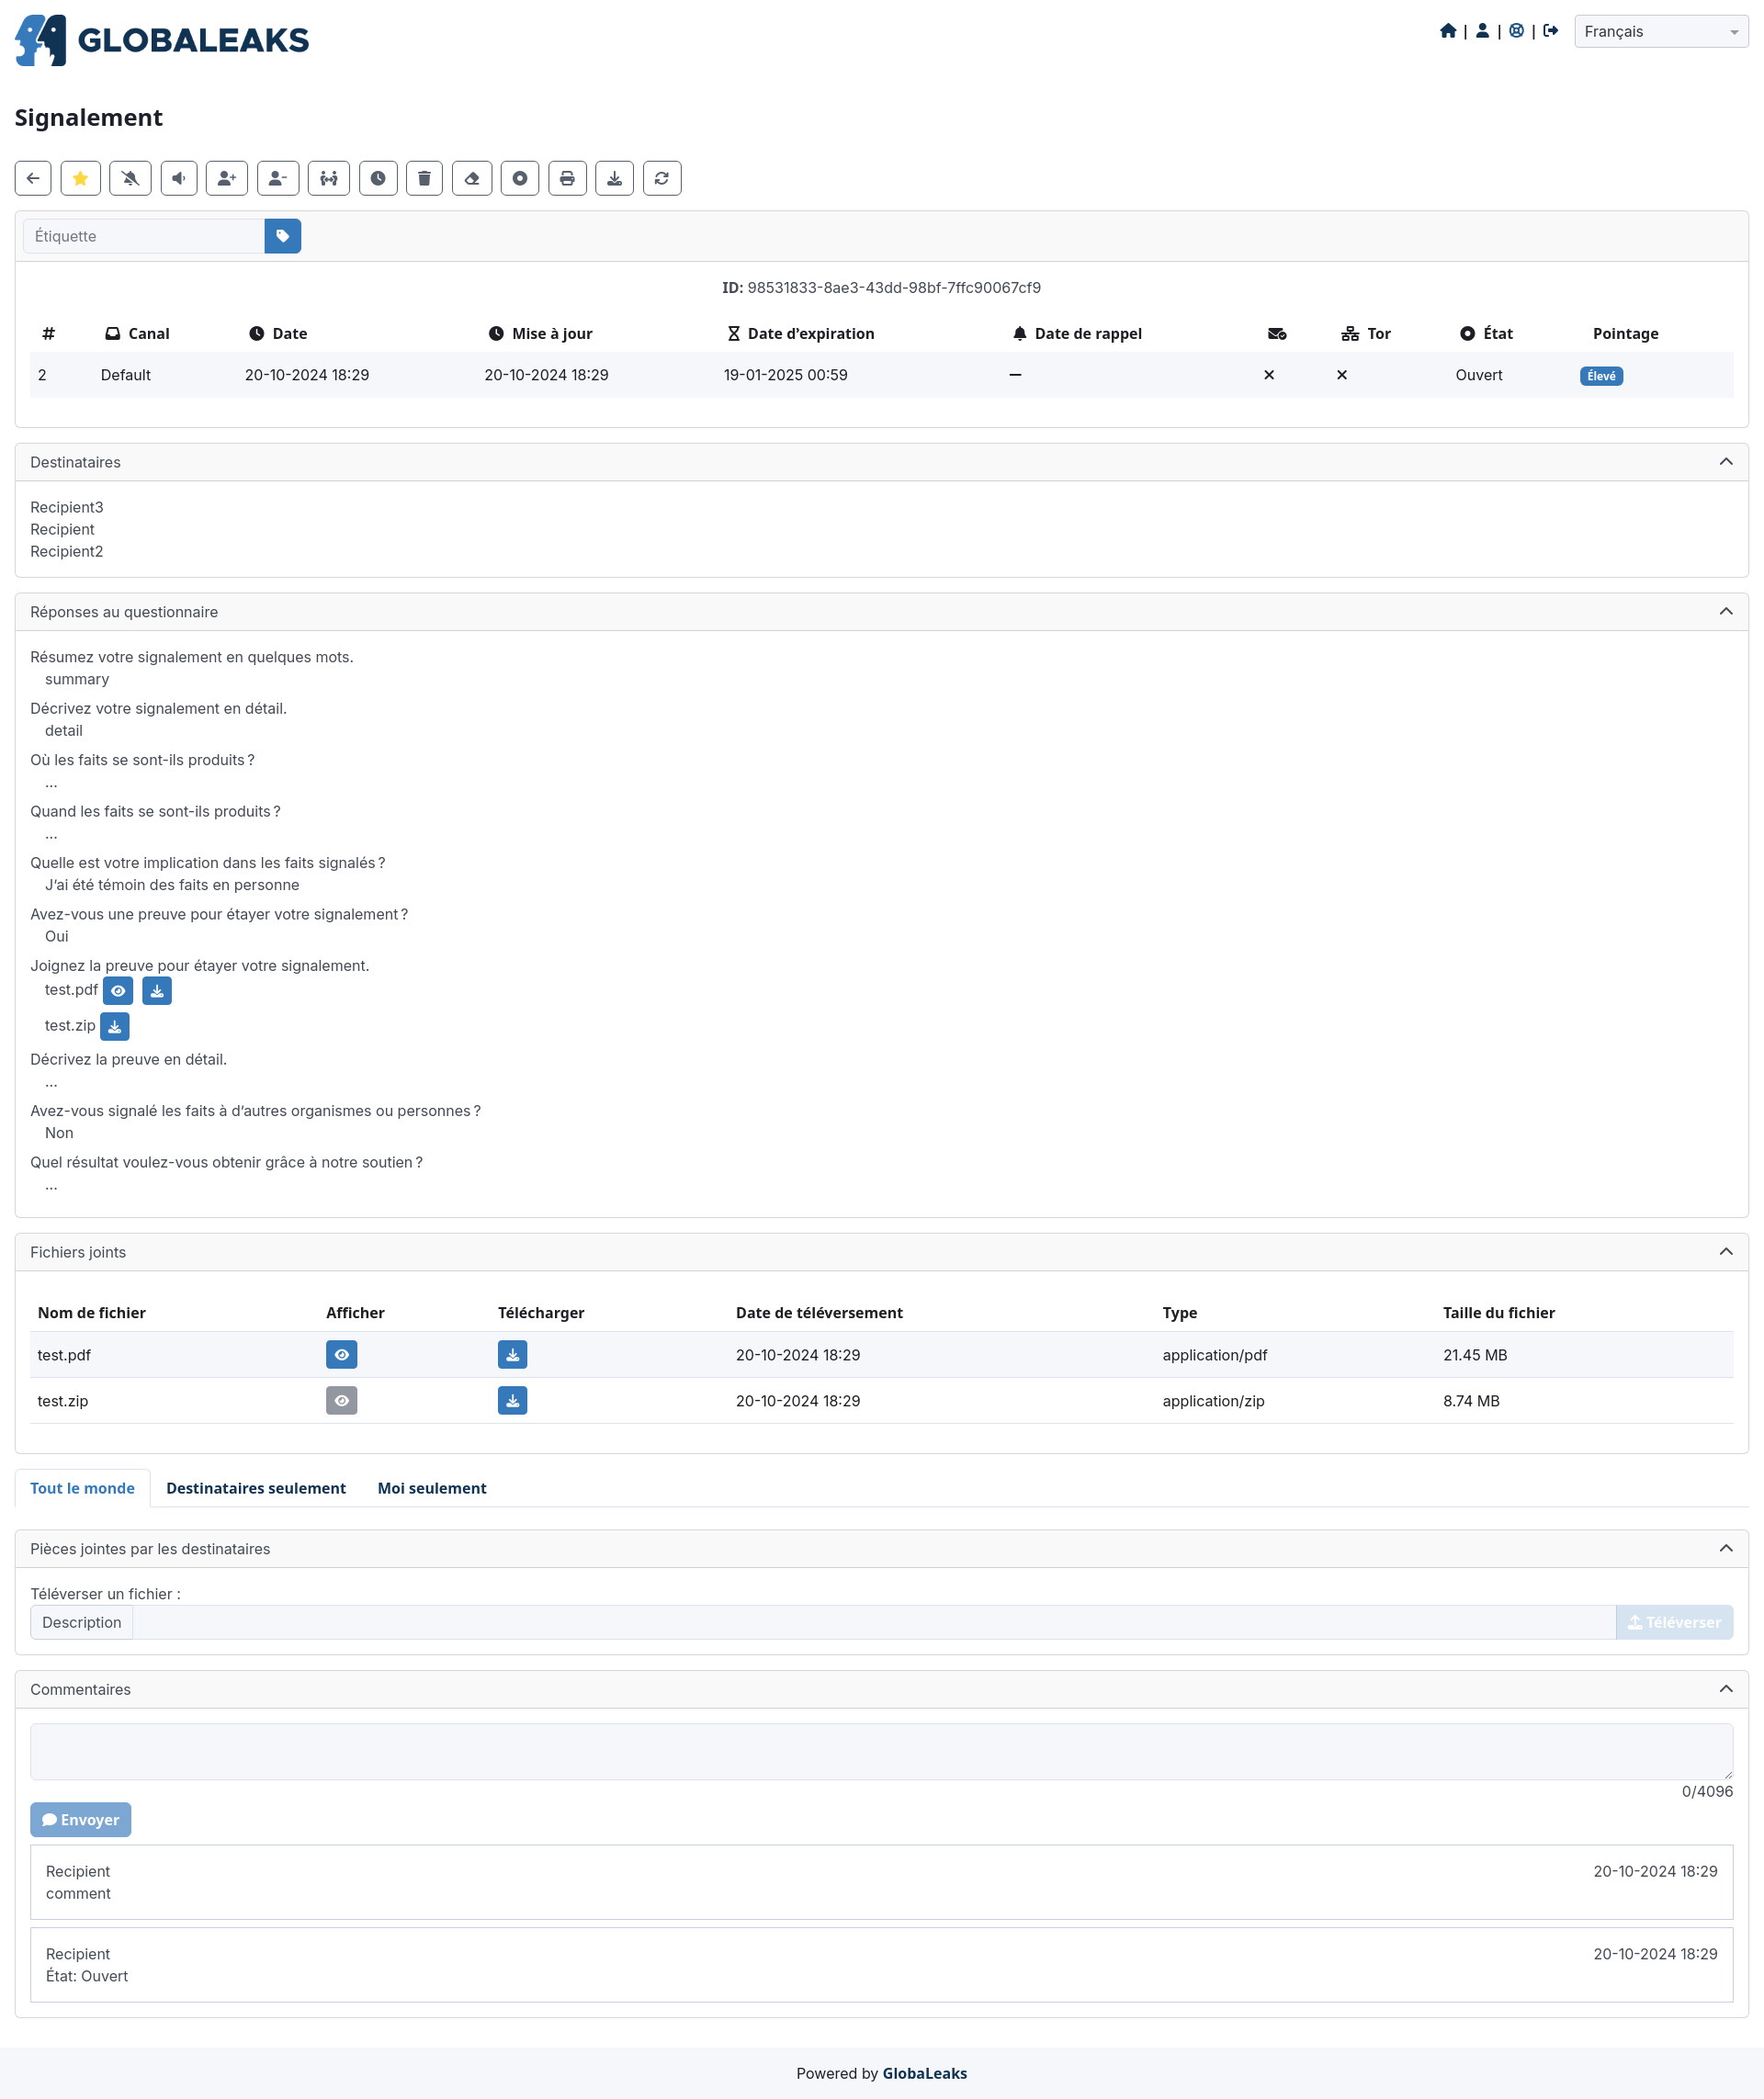 GLOBALEAKS
| | | Français
Signalement
Étiquette
ID: 98531833-8ae3-43dd-98bf-7ffc90067cf9
# Canal Date Mise à jour Date d’expiration Date de rappel Tor État Pointage
2 Default 20-10-2024 18:29 20-10-2024 18:29 19-01-2025 00:59 Ouvert Élevé
Destinataires
Recipient3
Recipient
Recipient2
Réponses au questionnaire
Résumez votre signalement en quelques mots.
summary
Décrivez votre signalement en détail.
detail
Où les faits se sont-ils produits ?
...
Quand les faits se sont-ils produits ?
...
Quelle est votre implication dans les faits signalés ?
J’ai été témoin des faits en personne
Avez-vous une preuve pour étayer votre signalement ?
Oui
Joignez la preuve pour étayer votre signalement.
test.pdf
test.zip
Décrivez la preuve en détail.
...
Avez-vous signalé les faits à d’autres organismes ou personnes ?
Non
Quel résultat voulez-vous obtenir grâce à notre soutien ?
...
Fichiers joints
Nom de fichier Afficher Télécharger Date de téléversement Type Taille du fichier
test.pdf 20-10-2024 18:29 application/pdf 21.45 MB
test.zip 20-10-2024 18:29 application/zip 8.74 MB
Tout le monde Destinataires seulement Moi seulement
Pièces jointes par les destinataires
Téléverser un fichier :
Description Téléverser
Commentaires
0/4096
Envoyer
Recipient 20-10-2024 18:29
comment
Recipient 20-10-2024 18:29
État: Ouvert
Powered by GlobaLeaks